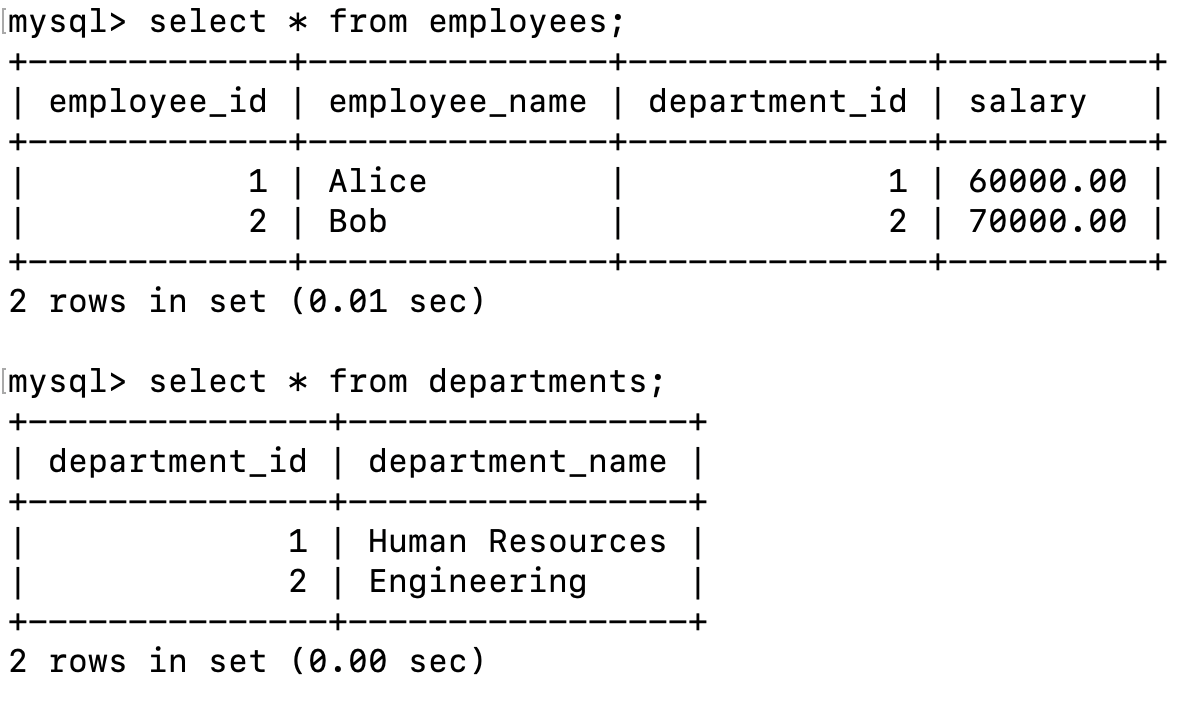 [mysql> select * from employees;
+-------------+---------------+---------------+----------+
| employee_id | employee_name | department_id | salary   |
+-------------+---------------+---------------+----------+
|           1 | Alice         |             1 | 60000.00 |
|           2 | Bob           |             2 | 70000.00 |
+-------------+---------------+---------------+----------+
2 rows in set (0.01 sec)
[mysql> select * from departments;
+---------------+-----------------+
| department_id | department_name |
+---------------+-----------------+
|             1 | Human Resources |
|             2 | Engineering     |
+---------------+-----------------+
2 rows in set (0.00 sec)